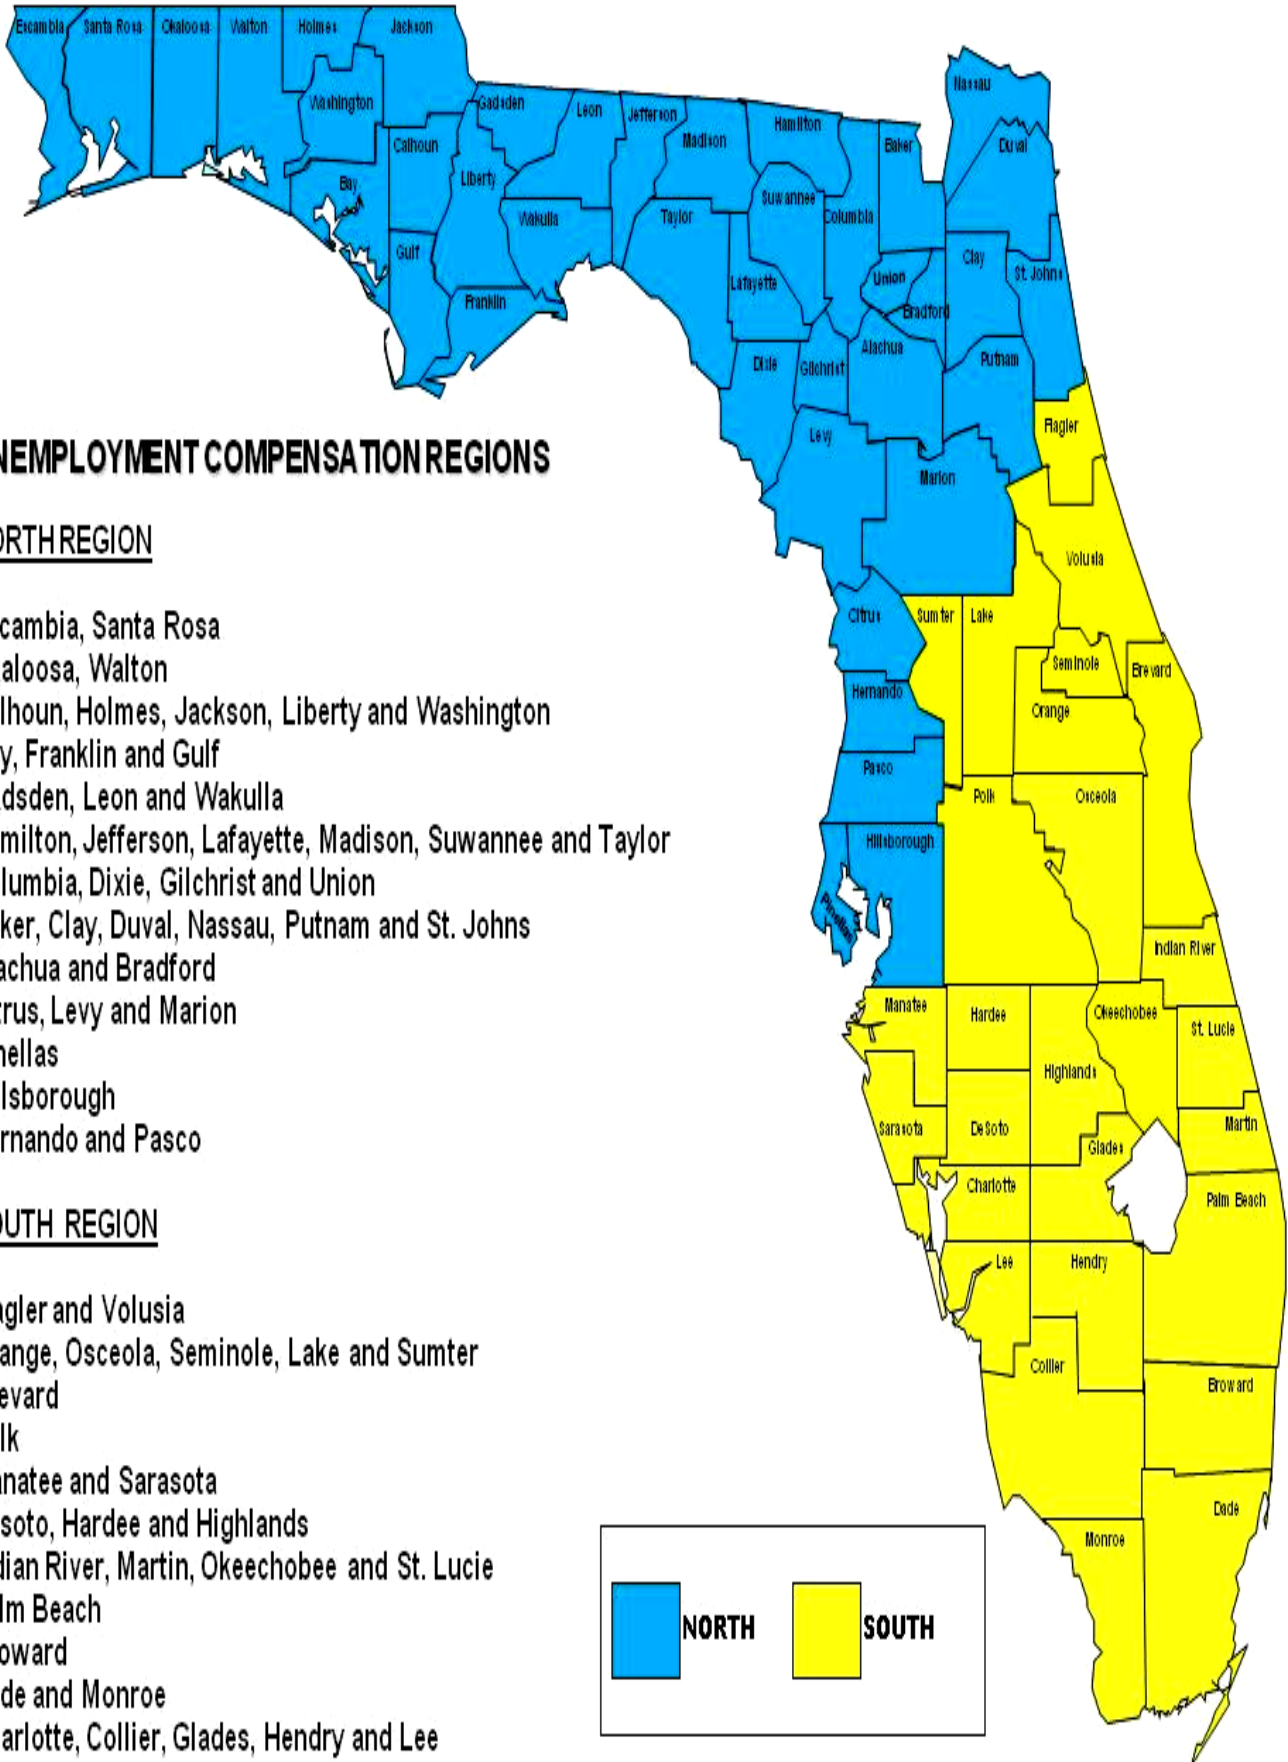 Escambia
Santa Rosa
Okaloosa
Walton
Holmes
Jackson
Washington
Bay
Calhoun
Gulf
Gadsden
Liberty
Franklin
Leon
Wakulla
Jefferson
Madison
Taylor
Hamilton
Suwannee
Lafayette
Columbia
Baker
Union
Bradford
Nassau
Duval
Clay
St. Johns
Dixie
Gilchrist
Alachua
Putnam
Levy
Marion
Flagler
Volusia
Citrus
Sumter
Lake
Seminole
Brevard
Hernando
Orange
Pasco
Polk
Osceola
Hillsborough
Pinellas
Indian River
Manatee
Hardee
Okeechobee
St. Lucie
Highlands
Sarasota
DeSoto
Glades
Martin
Charlotte
Palm Beach
Lee
Hendry
Collier
Broward
Dade
Monroe
NEMPLOYMENT COMPENSATION REGIONS
ORTH REGION
cambia, Santa Rosa
aloosa, Walton
lhoun, Holmes, Jackson, Liberty and Washington
y, Franklin and Gulf
dsden, Leon and Wakulla
milton, Jefferson, Lafayette, Madison, Suwannee and Taylor
lumbia, Dixie, Gilchrist and Union
ker, Clay, Duval, Nassau, Putnam and St. Johns
achua and Bradford
trus, Levy and Marion
nellas
lsborough
rnando and Pasco
OUTH REGION
agler and Volusia
ange, Osceola, Seminole, Lake and Sumter
evard
lk
anatee and Sarasota
soto, Hardee and Highlands
dian River, Martin, Okeechobee and St. Lucie
lm Beach
oward
de and Monroe
arlotte, Collier, Glades, Hendry and Lee
NORTH
SOUTH